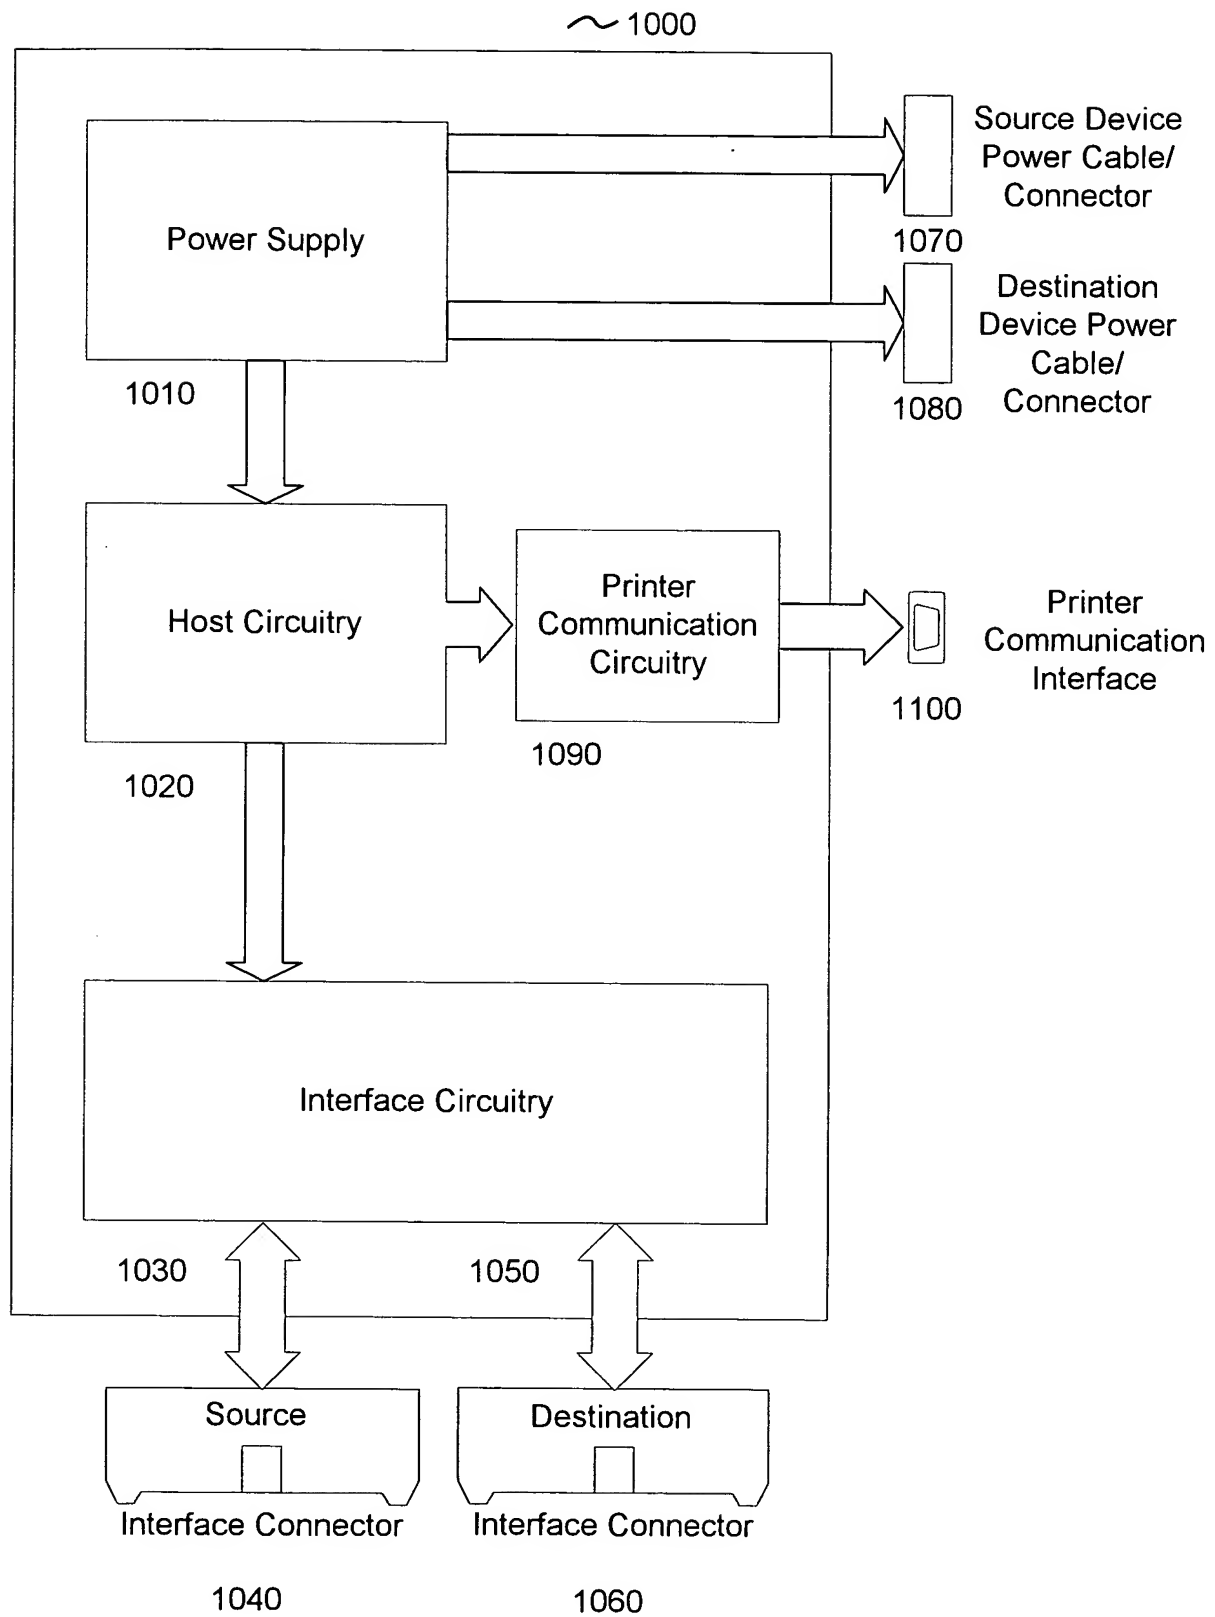 1000
Source Device
Power Cable/
Connector
Power Supply
1070
Destination
Device Power
Cable/
Connector
1010
1080
Host Circuitry
Printer
Communication
Circuitry
Printer
Communication
Interface
1100
1090
1020
Interface Circuitry
1030
1050
Source
Destination
Interface Connector
Interface Connector
1040
1060